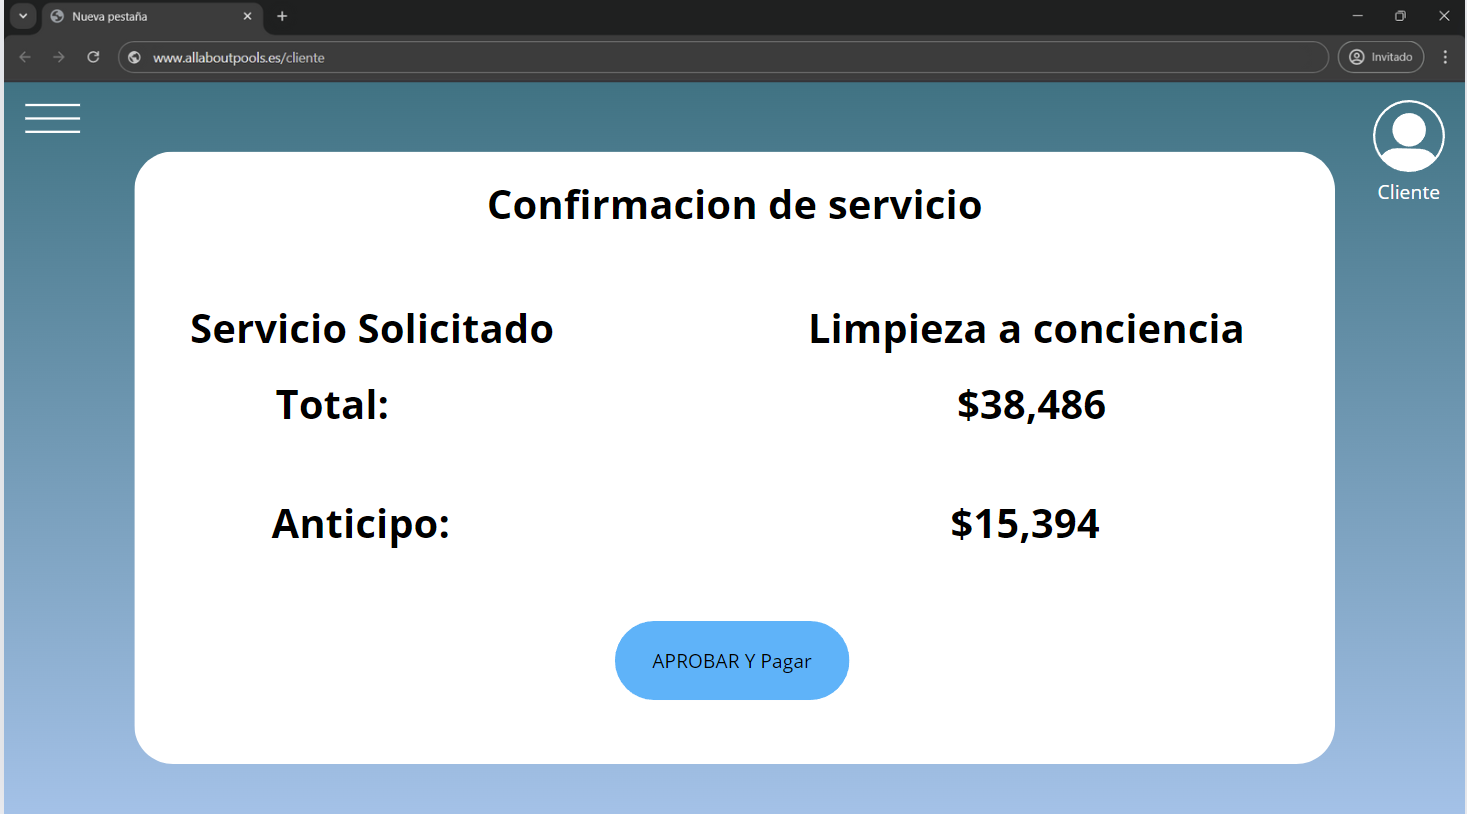 Nueva pestaña
www.allaboutpools.es/cliente
Invitado
Cliente
Confirmacion de servicio
Servicio Solicitado Limpieza a conciencia
Total: $38,486
Anticipo: $15,394
APROBAR Y Pagar